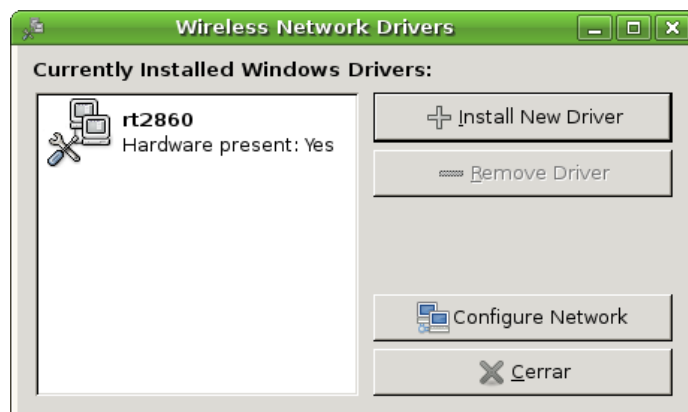 Wireless Network Drivers
Currently Installed Windows Drivers:
rt2860
Hardware present: Yes
Install New Driver
Remove Driver
Configure Network
Cerrar